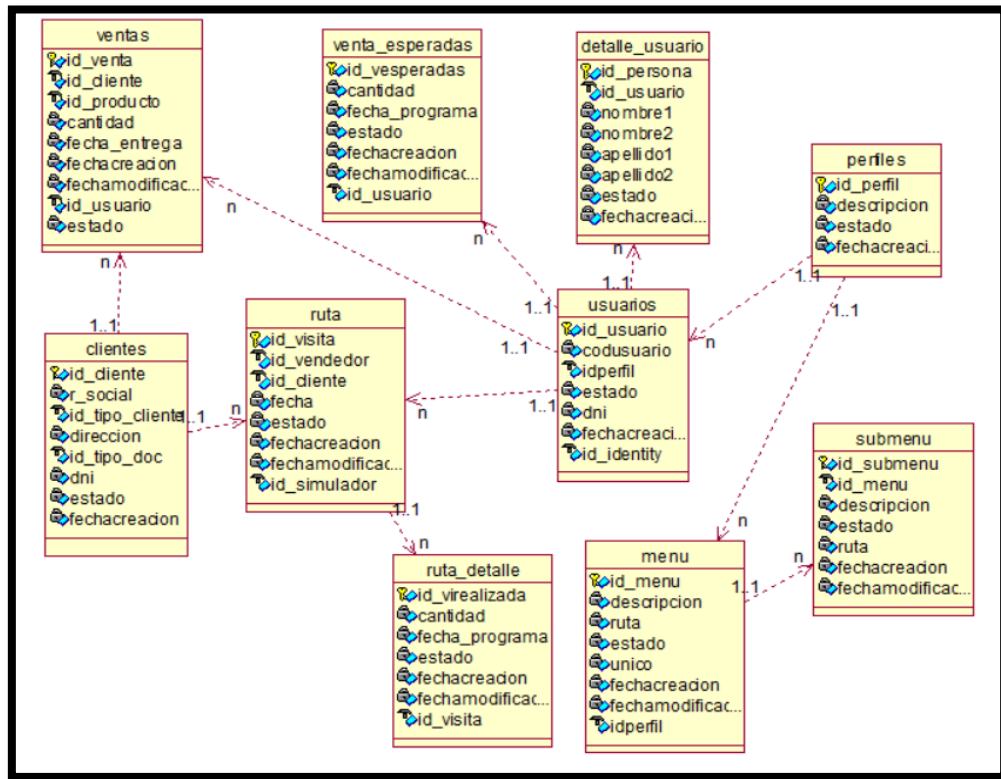 ventas
id_venta
id_cliente
id_producto
cantidad
fecha_entrega
fechacreacion
fechamodificac...
id_usuario
estado
n
n
venta_esperadas
id_vesperadas
cantidad
fecha_programa
estado
fechacreacion
fechamodificac...
id_usuario
n
detalle_usuario
id_persona
id_usuario
nombre1
nombre2
apellido1
apellido2
estado
fechacreaci...
n
perfiles
id_perfil
descripcion
estado
fechacreaci...
1..1
1..1
1..1
clientes
id_cliente
r_social
id_tipo_cliente
direccion
id_tipo_doc
dni
estado
fechacreacion
1..1
n
ruta
id_visita
id_vendedor
id_cliente
fecha
estado
fechacreacion
fechamodificac...
id_simulador
1..1
n
1..1
1..1
1..1
1..1
n
usuarios
id_usuario
codusuario
idperfil
estado
dni
fechacreaci...
id_identity
n
submenu
id_submenu
id_menu
descripcion
estado
ruta
fechacreacion
fechamodificac...
n
ruta_detalle
id_virealizada
cantidad
fecha_programa
estado
fechacreacion
fechamodificac...
id_visita
n
menu
id_menu
descripcion
ruta
estado
unico
fechacreacion
fechamodificac...
idperfil
1..1
n